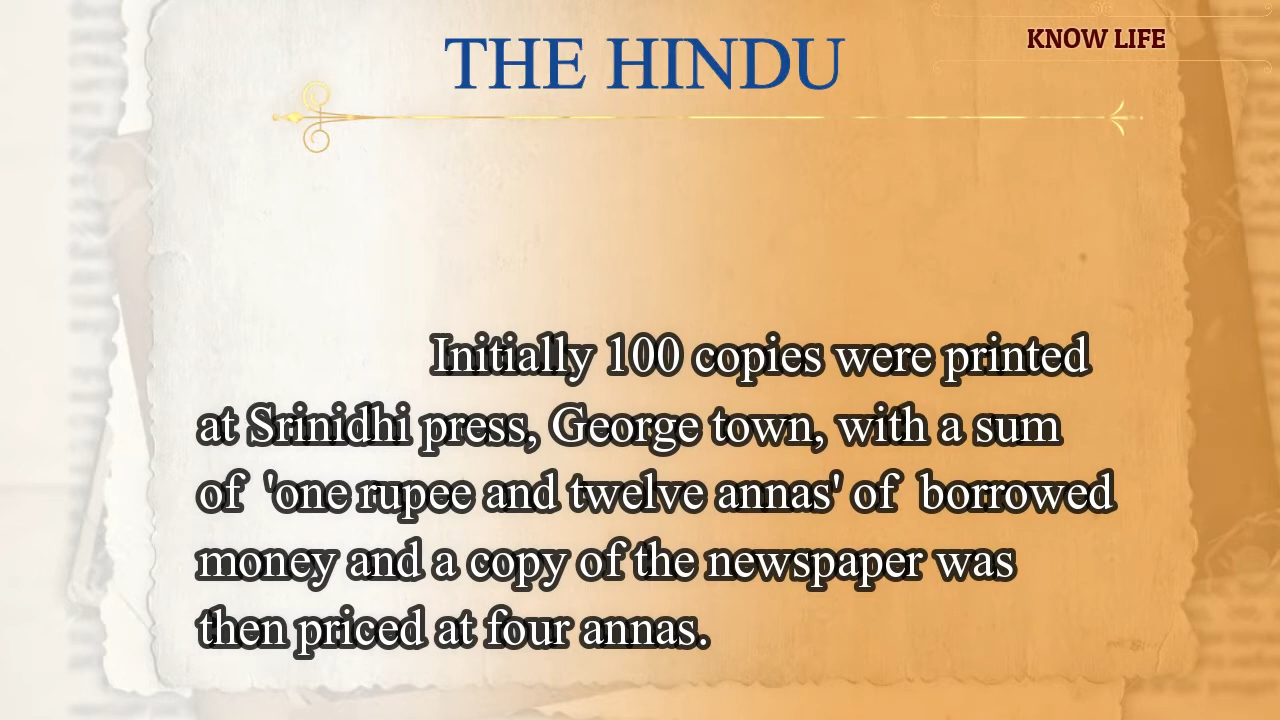 THE HINDU
KNOW LIFE
Initially 100 copies were printed
at Srinidhi press, George town, with a sum
of 'one rupee and twelve annas' of borrowed
money and a copy of the newspaper was
then priced at four annas.